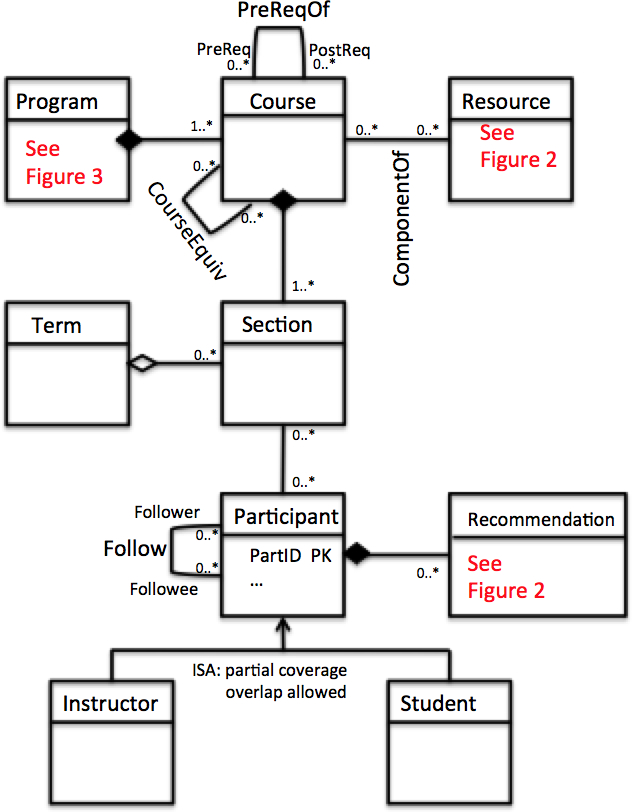 PreReqOf
PreReq
PostReq
0..*
0..*
Program
Course
Resource
See
Figure 3
1..*
0..*
0..*
See
Figure 2
0..*
0..*
CourseEquiv
ComponentOf
1..*
Term
Section
0..*
0..*
0..*
Follower
Participant
Recommendation
0..*
Follow
0..*
Followee
PartID PK
...
0..*
See
Figure 2
ISA: partial coverage
overlap allowed
Instructor
Student